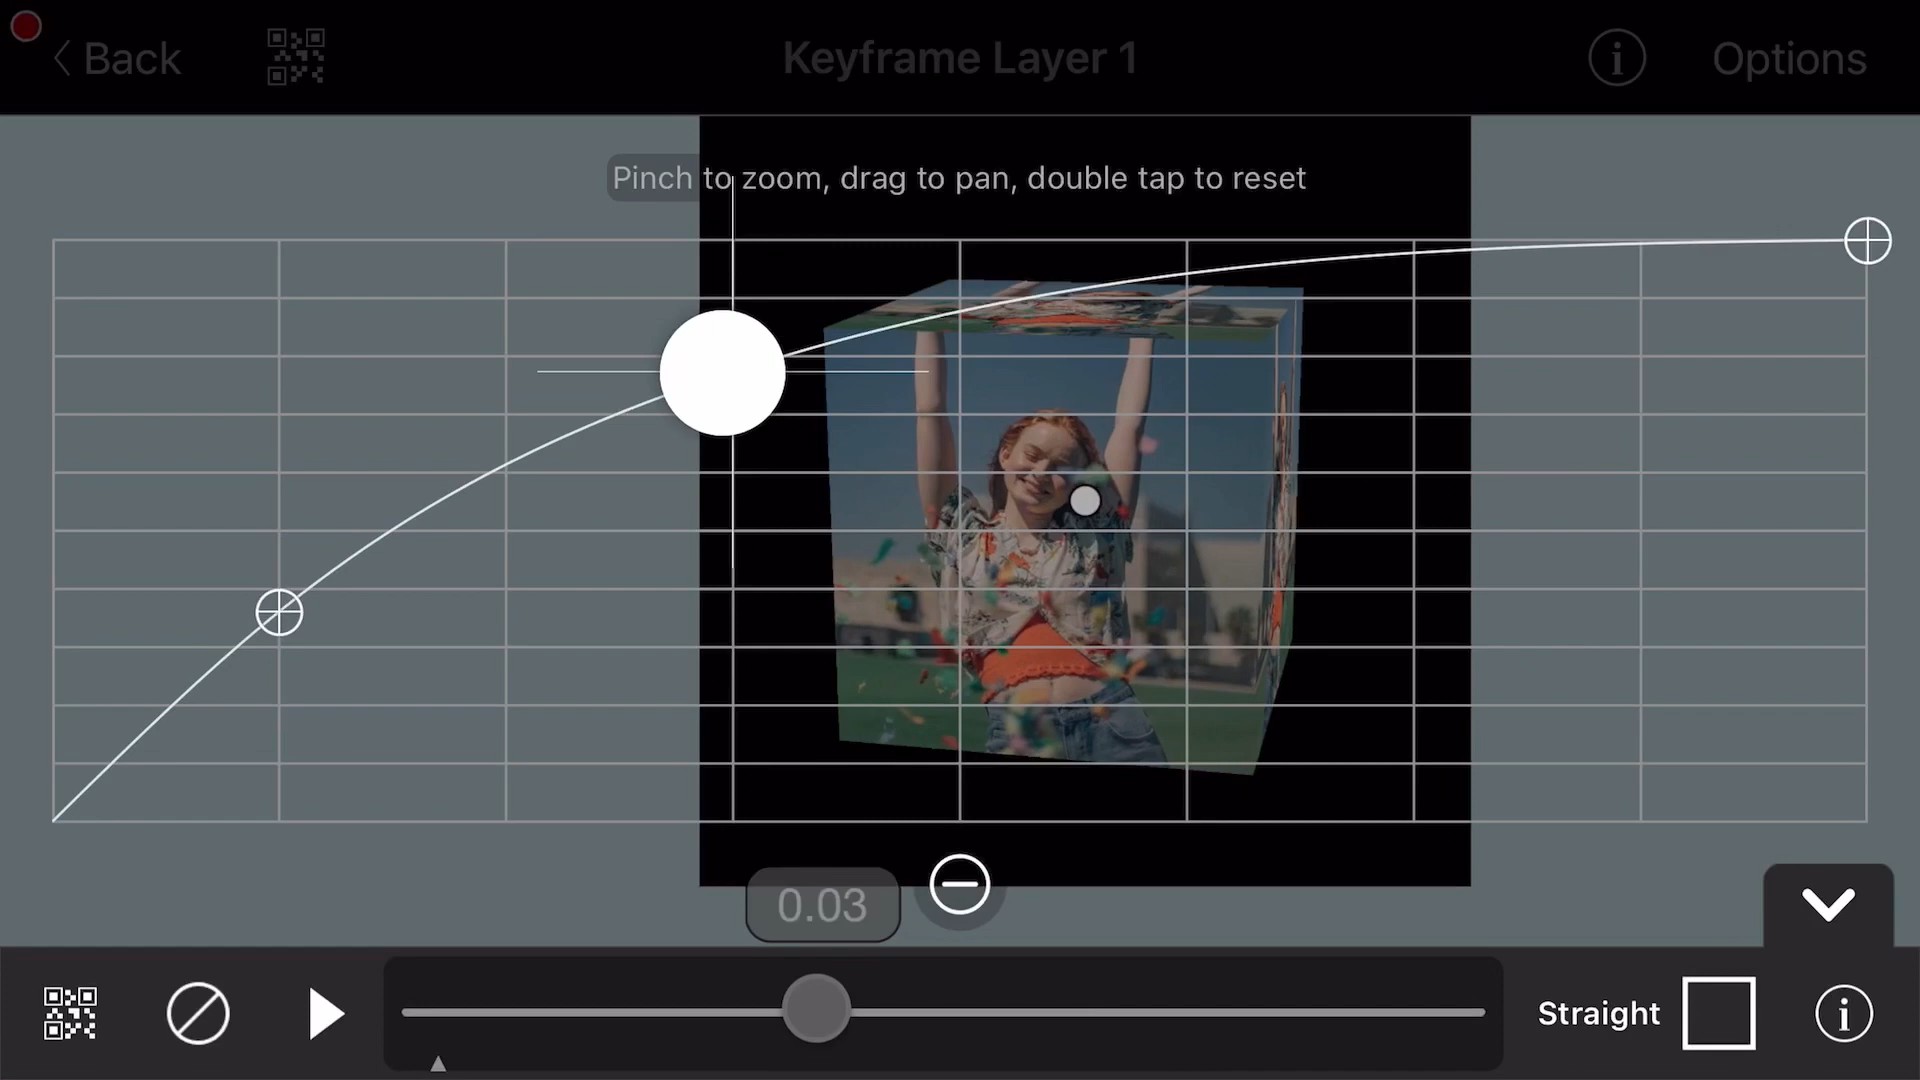 Back
Keyframe Layer 1
Options
Pinch to zoom, drag to pan, double tap to reset
0.03
Straight